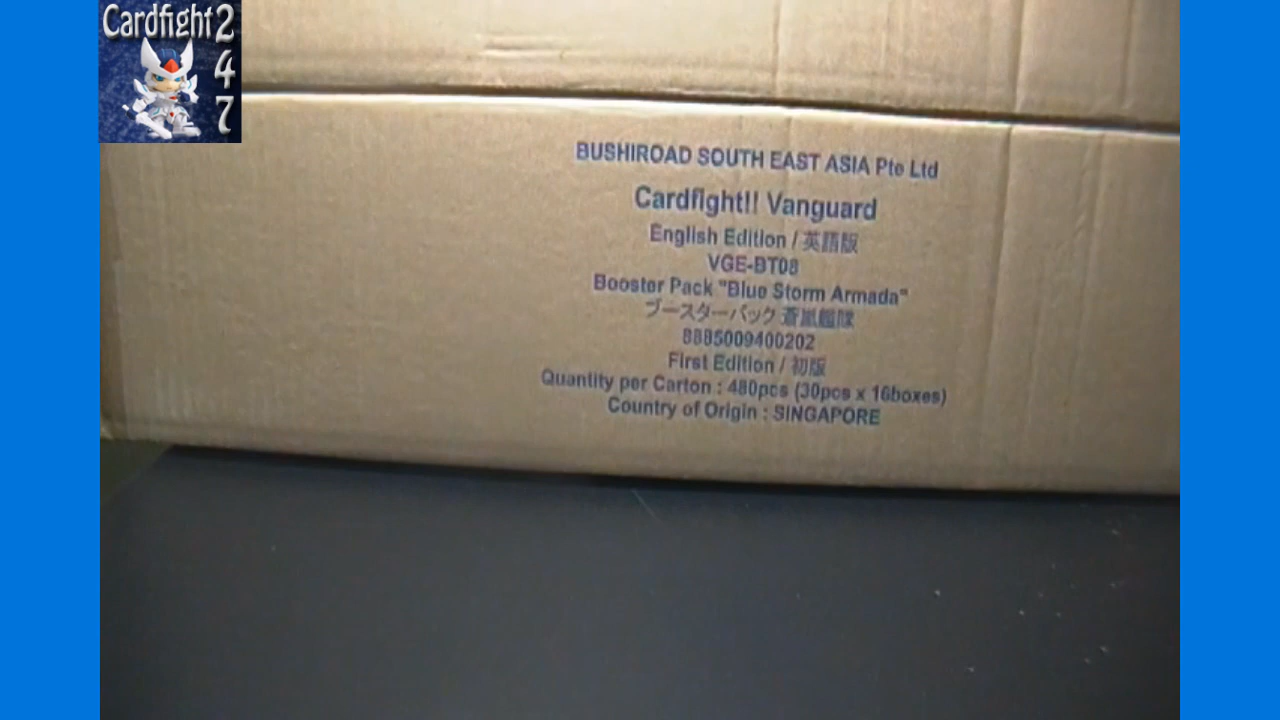 Cardfight 247
BUSHIROAD SOUTH EAST ASIA Pte Ltd
Cardfight!! Vanguard
English Edition / 英語版
VGE-BT08
Booster Pack "Blue Storm Armada"
ブースターパック 蒼嵐艦隊
8885009400202
First Edition / 初版
Quantity per Carton : 480pcs (30pcs x 16boxes)
Country of Origin : SINGAPORE